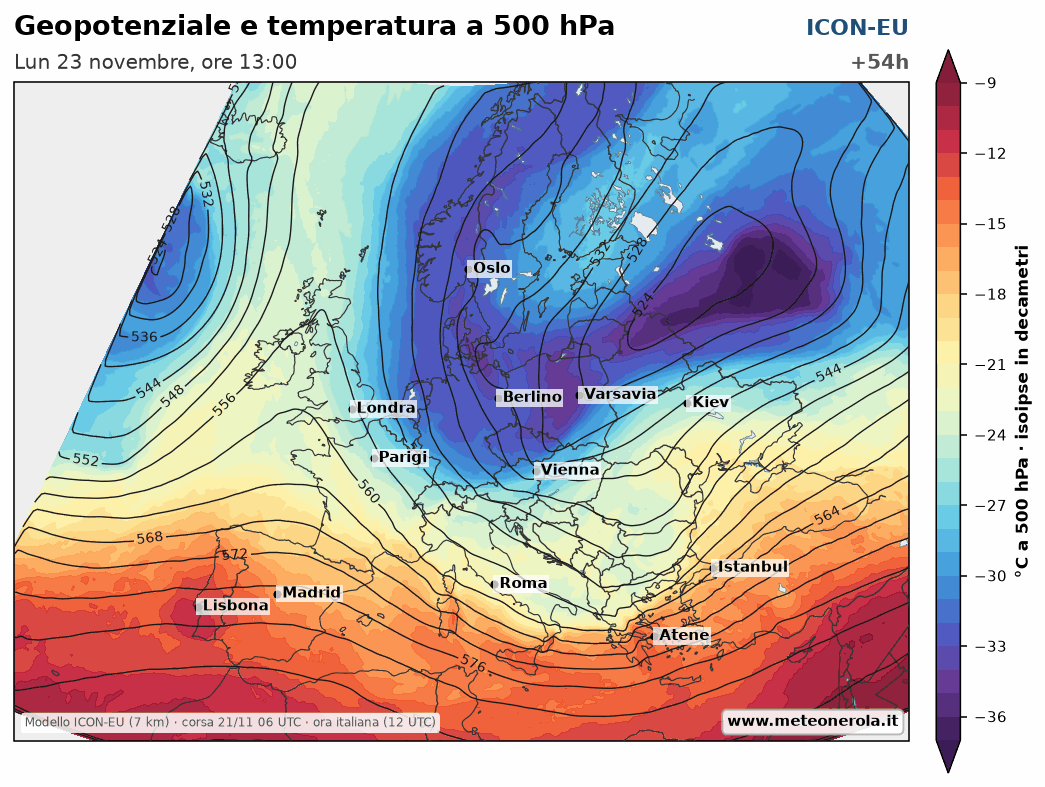 Geopotenziale e temperatura a 500 hPa
ICON-EU
Lun 23 novembre, ore 13:00
+54h
532
528
524
536
544
548
556
552
Oslo
532
528
524
544
Londra
Berlino
Varsavia
Kiev
Parigi
Vienna
560
564
568
572
Istanbul
Roma
Madrid
Lisbona
Atene
576
Modello ICON-EU (7 km) · corsa 21/11 06 UTC · ora italiana (12 UTC)
www.meteonerola.it
−9
−12
−15
−18
−21
−24
−27
−30
−33
−36
°C a 500 hPa · isoipse in decametri